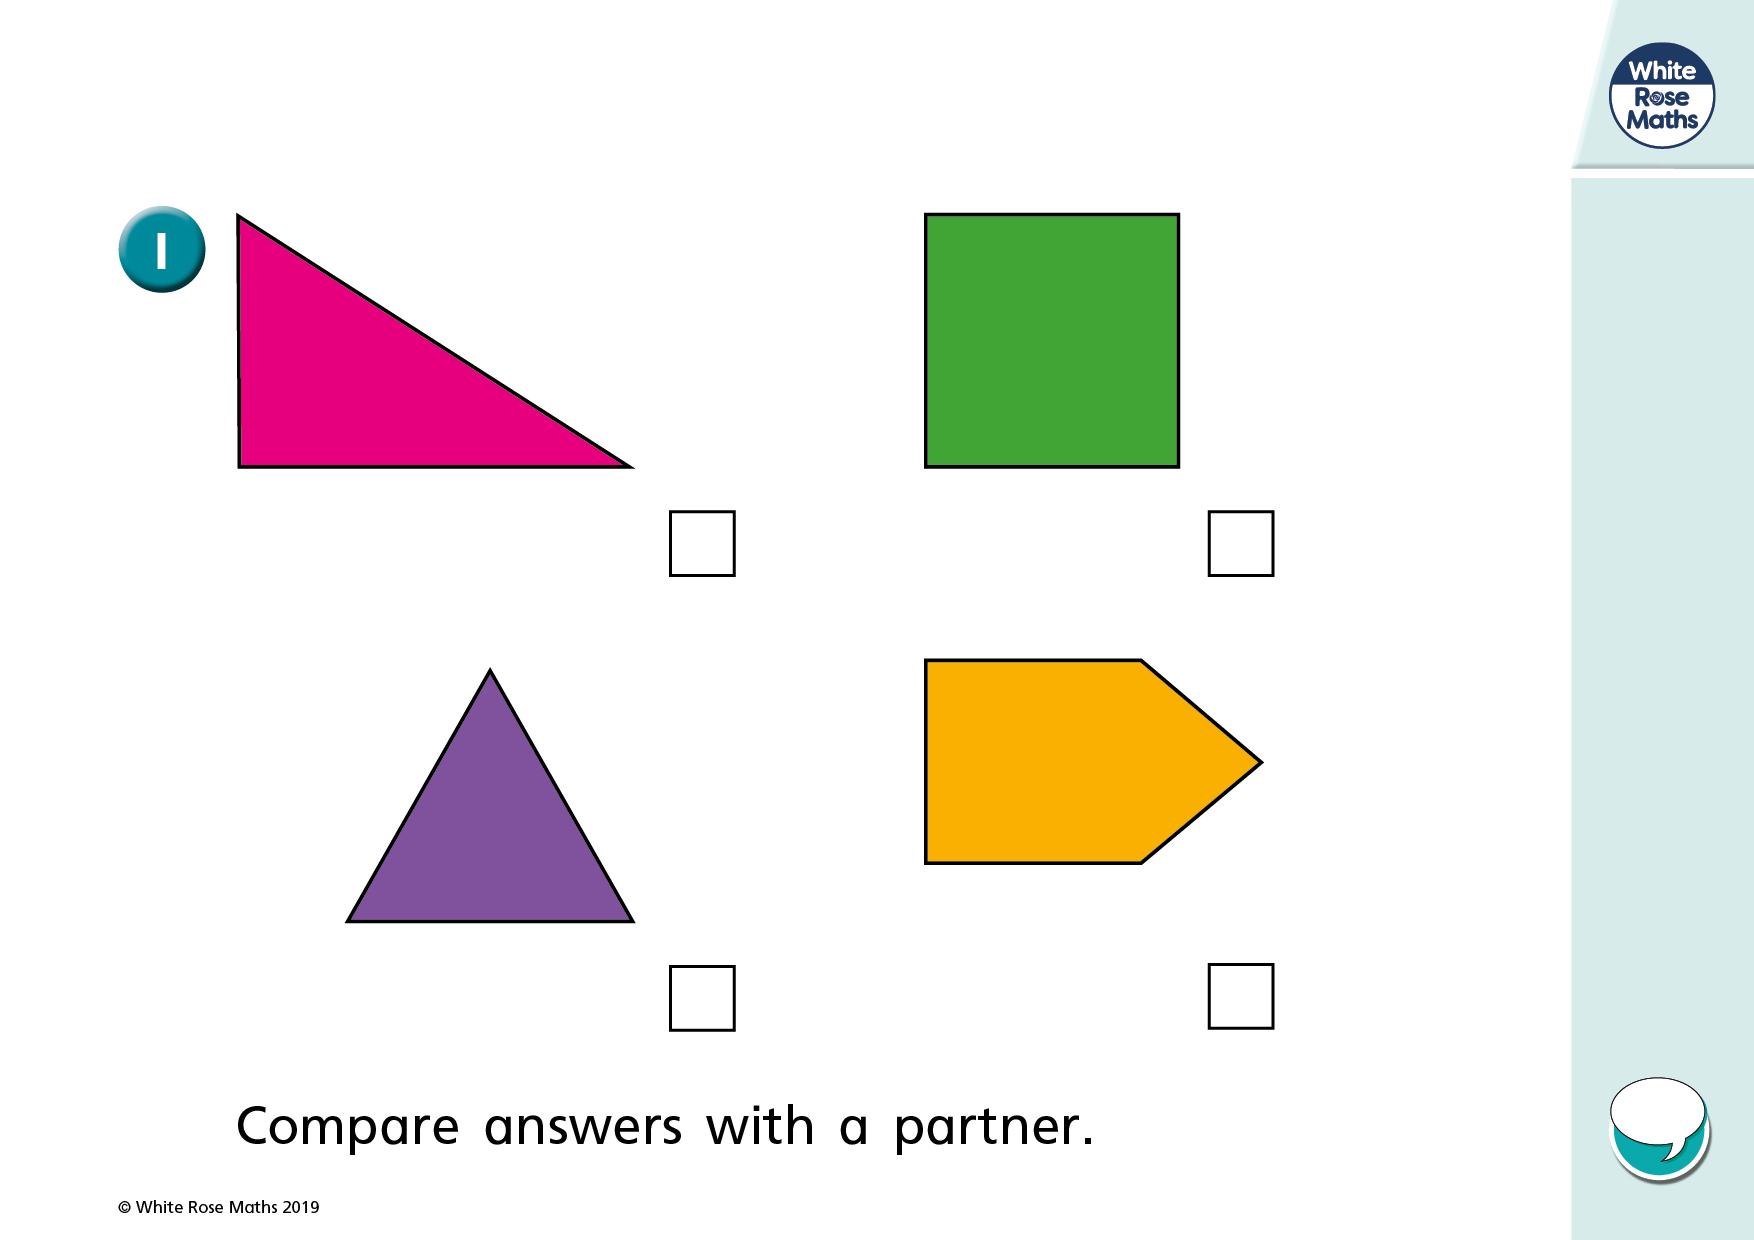 White
Rose
Maths
1
Compare answers with a partner.
© White Rose Maths 2019